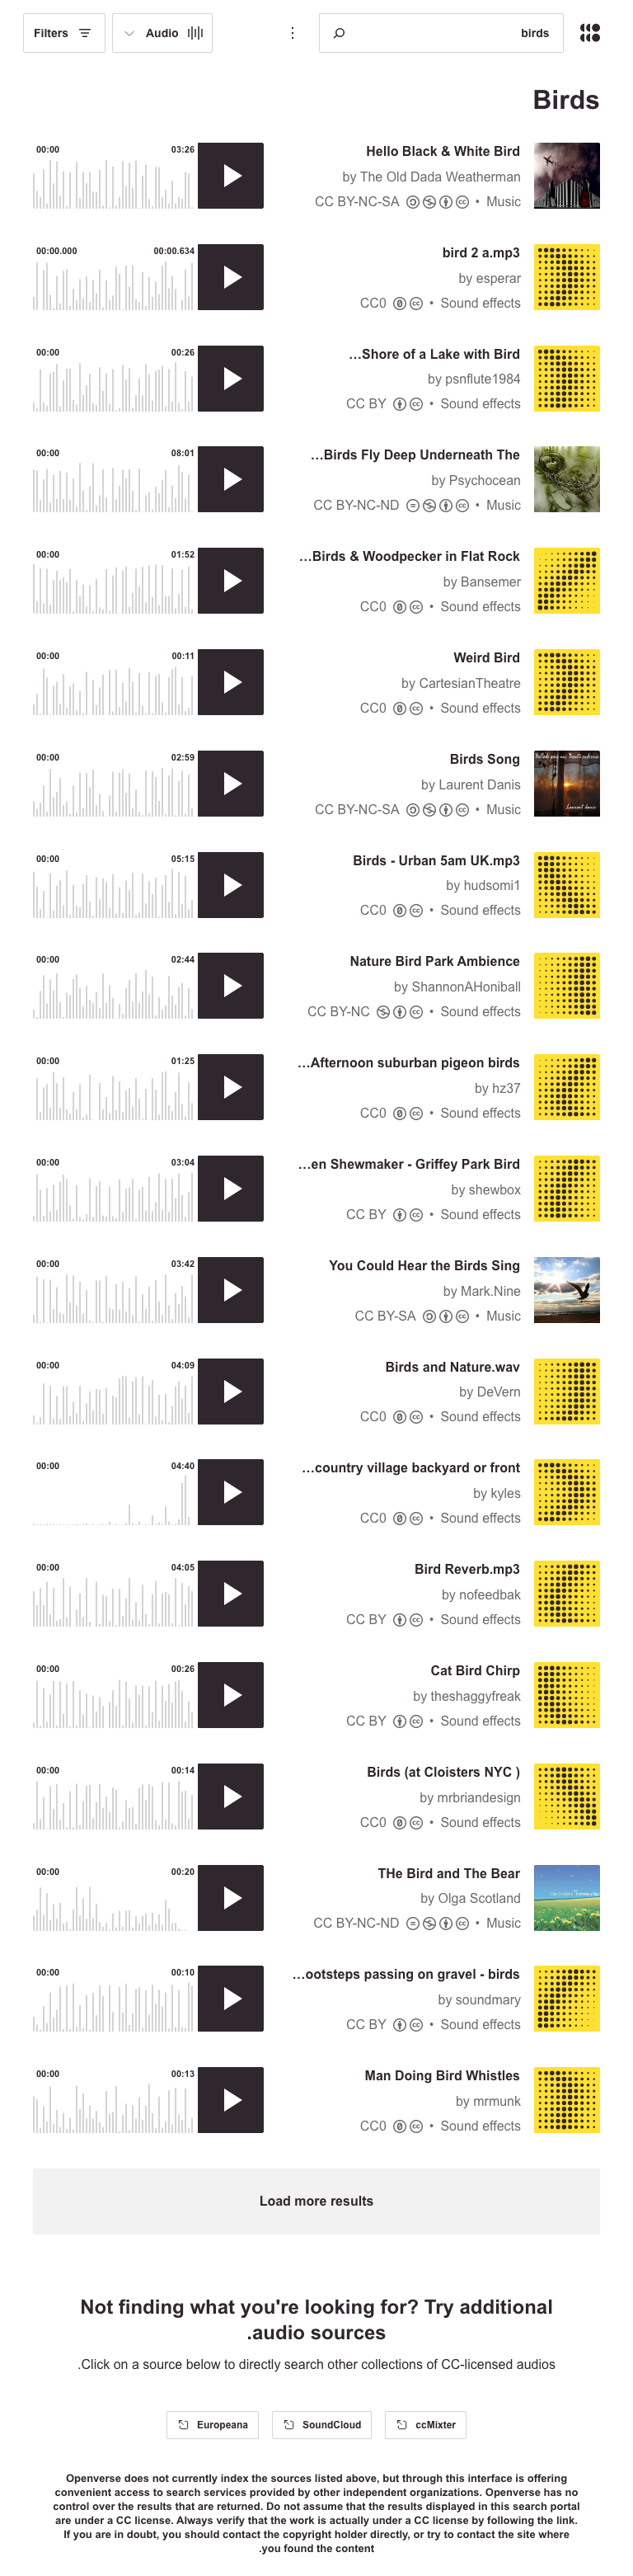 birds
Audio
Filters
Birds
Hello Black & White Bird
by The Old Dada Weatherman
CC BY-NC-SA • Music
00:00 03:26
bird 2 a.mp3
by esperar
CC0 • Sound effects
00:00.000 00:00.634
...Shore of a Lake with Bird
by psnflute1984
CC BY • Sound effects
00:00 00:26
...Birds Fly Deep Underneath The
by Psychocean
CC BY-NC-ND • Music
00:00 08:01
...Birds & Woodpecker in Flat Rock
by Bansemer
CC0 • Sound effects
00:00 01:52
Weird Bird
by CartesianTheatre
CC0 • Sound effects
00:00 00:11
Birds Song
by Laurent Danis
CC BY-NC-SA • Music
00:00 02:59
Birds - Urban 5am UK.mp3
by hudsomi1
CC0 • Sound effects
00:00 05:15
Nature Bird Park Ambience
by ShannonAHoniball
CC BY-NC • Sound effects
00:00 02:44
...Afternoon suburban pigeon birds
by hz37
CC0 • Sound effects
00:00 01:25
...en Shewmaker - Griffey Park Bird
by shewbox
CC BY • Sound effects
00:00 03:04
You Could Hear the Birds Sing
by Mark.Nine
CC BY-SA • Music
00:00 03:42
Birds and Nature.wav
by DeVern
CC0 • Sound effects
00:00 04:09
...country village backyard or front
by kyles
CC0 • Sound effects
00:00 04:40
Bird Reverb.mp3
by nofeedbak
CC BY • Sound effects
00:00 04:05
Cat Bird Chirp
by theshaggyfreak
CC BY • Sound effects
00:00 00:26
Birds (at Cloisters NYC )
by mrbriandesign
CC0 • Sound effects
00:00 00:14
THe Bird and The Bear
by Olga Scotland
CC BY-NC-ND • Music
00:00 00:20
...ootsteps passing on gravel - birds
by soundmary
CC BY • Sound effects
00:00 00:10
Man Doing Bird Whistles
by mrmunk
CC0 • Sound effects
00:00 00:13
Load more results
Not finding what you're looking for? Try additional
.audio sources
.Click on a source below to directly search other collections of CC-licensed audios
Europeana
SoundCloud
ccMixter
Openverse does not currently index the sources listed above, but through this interface is offering
convenient access to search services provided by other independent organizations. Openverse has no
control over the results that are returned. Do not assume that the results displayed in this search portal
are under a CC license. Always verify that the work is actually under a CC license by following the link.
If you are in doubt, you should contact the copyright holder directly, or try to contact the site where
.you found the content